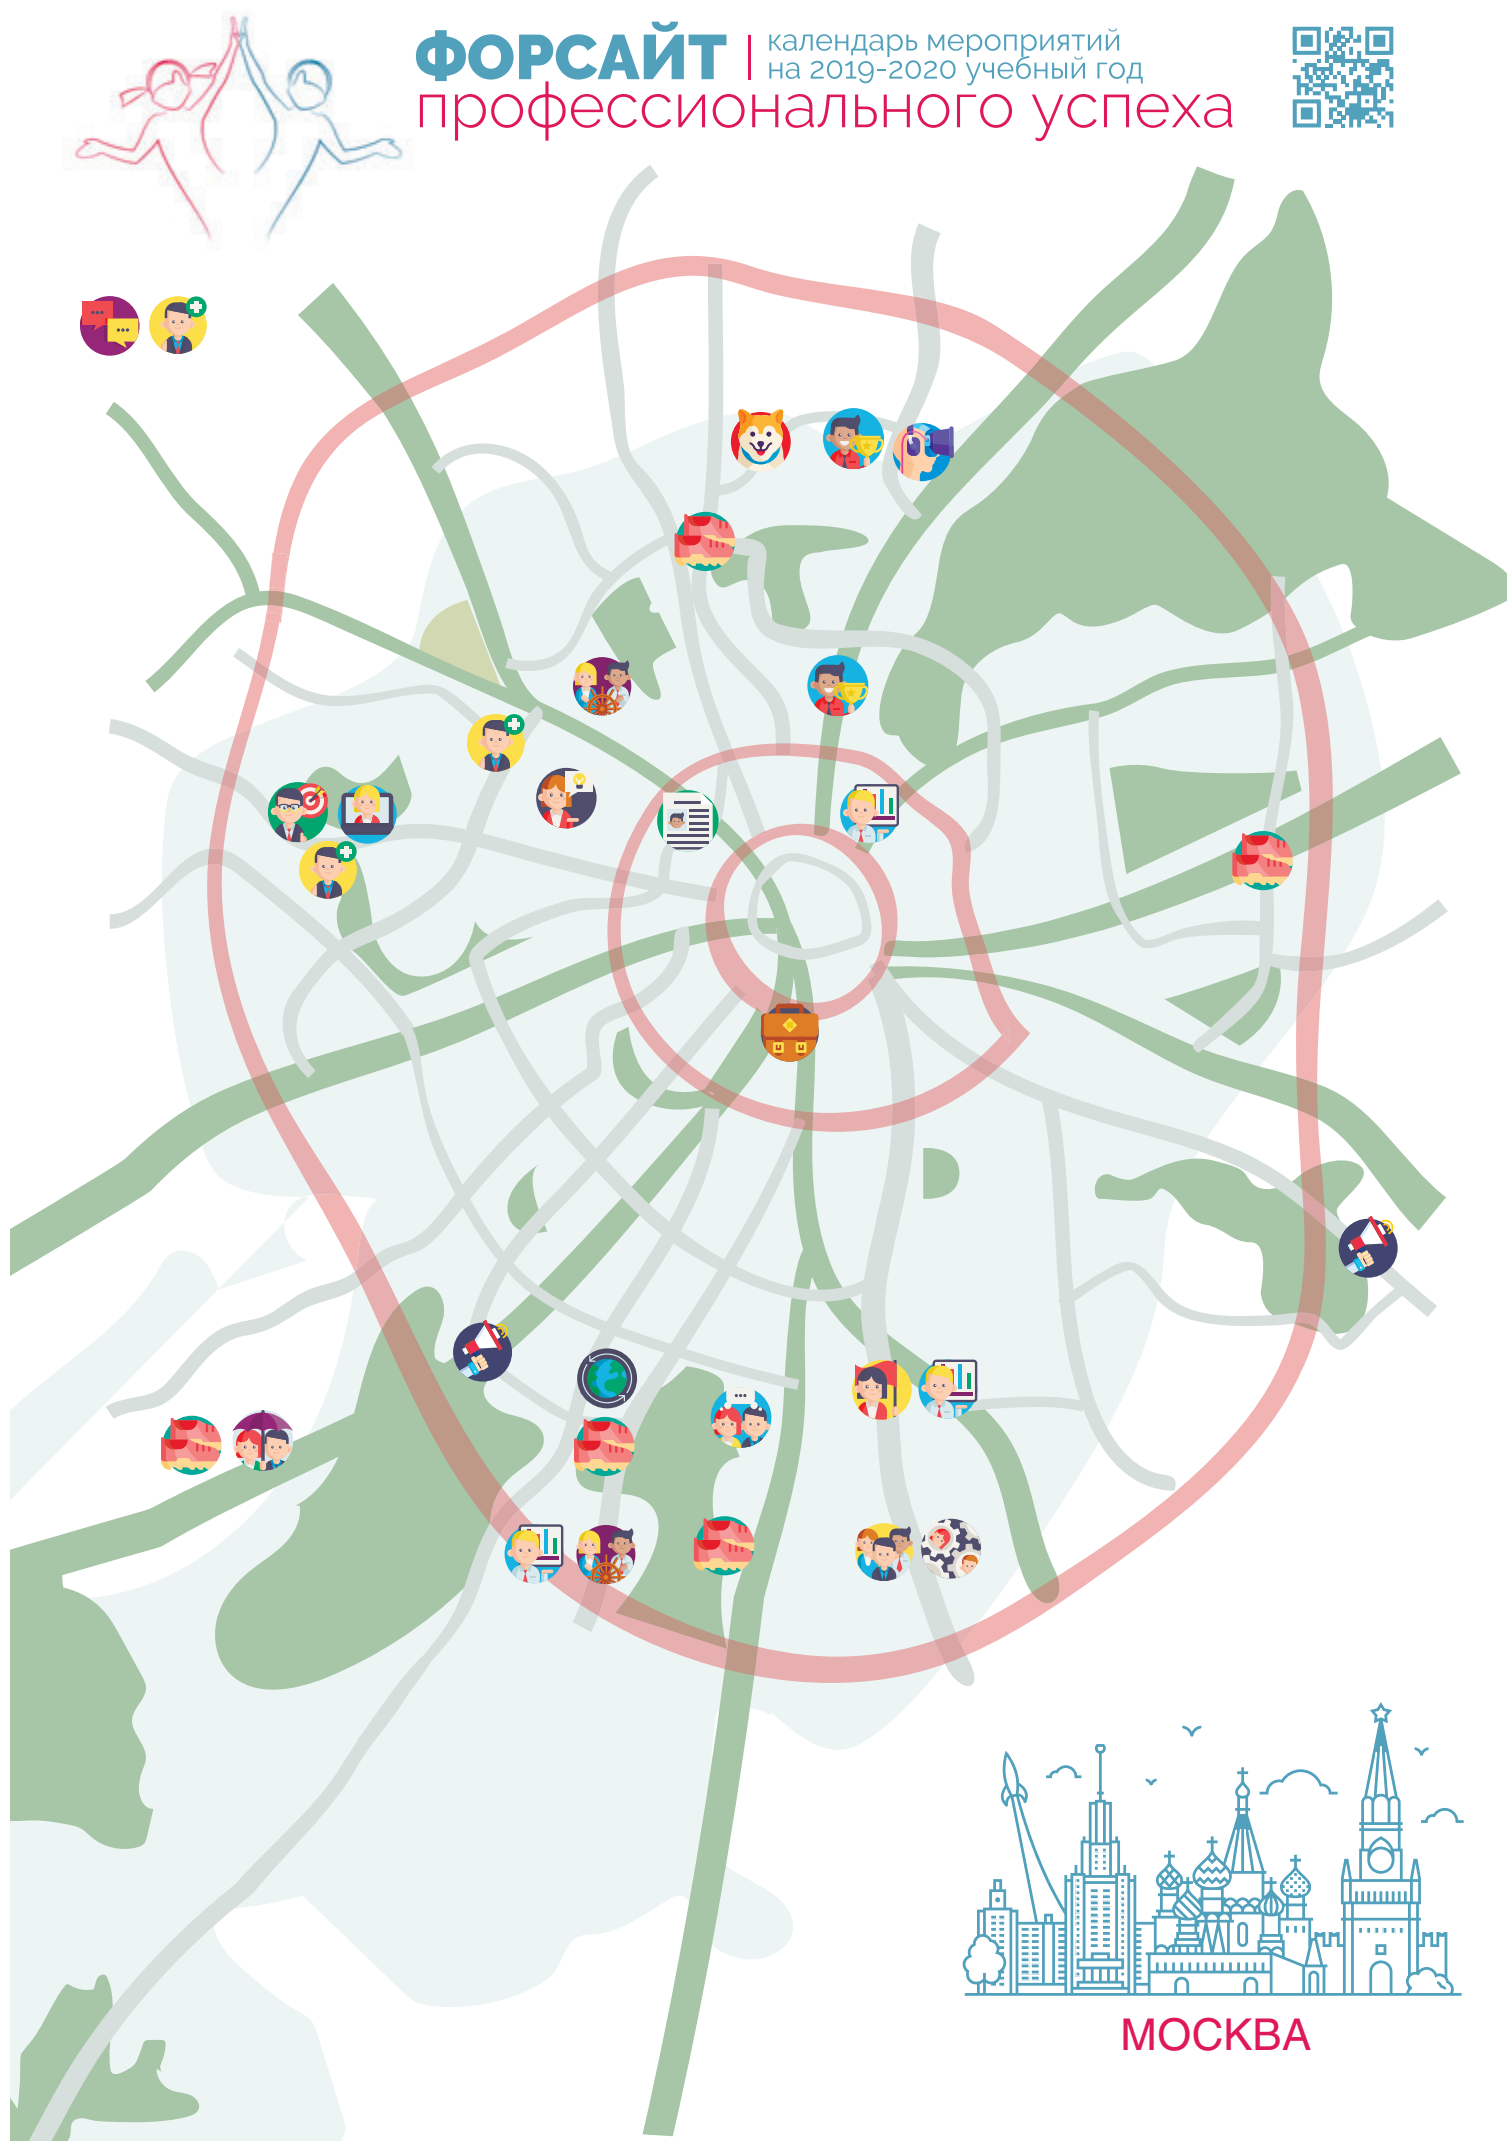 ФОРСАЙТ
календарь мероприятий
на 2019-2020 учебный год
профессионального успеха
МОСКВА